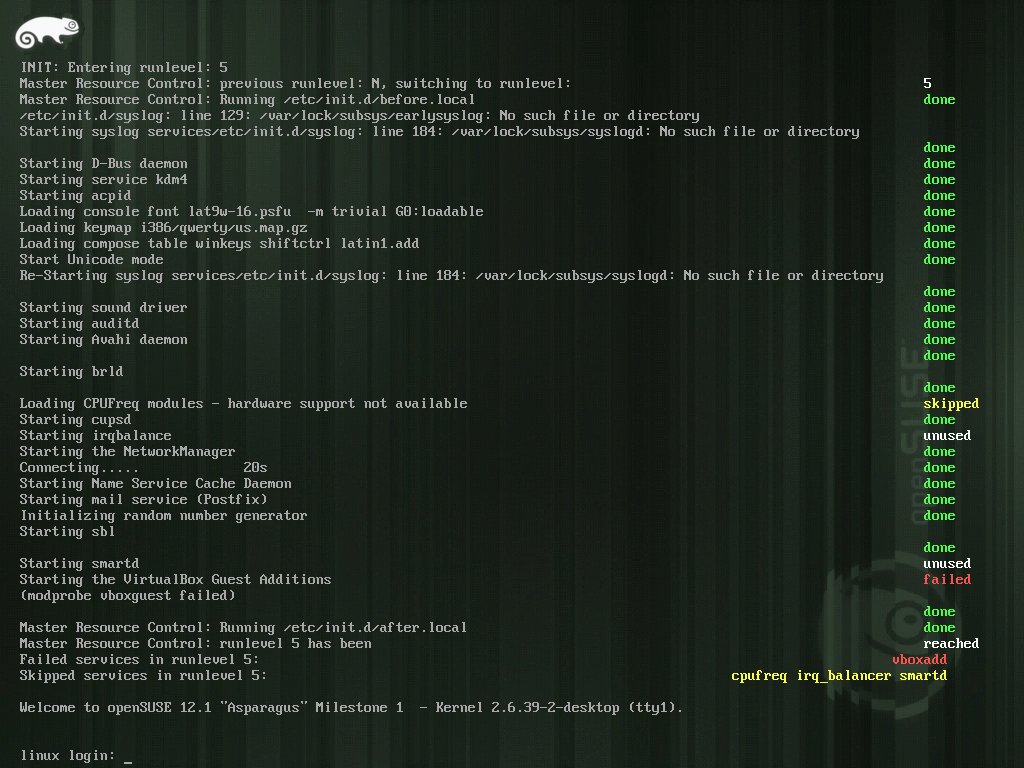 INIT: Entering runlevel: 5
Master Resource Control: previous runlevel: N, switching to runlevel: 5
Master Resource Control: Running /etc/init.d/before.local done
/etc/init.d/syslog: line 129: /var/lock/subsys/earlysyslog: No such file or directory
Starting syslog services/etc/init.d/syslog: line 184: /var/lock/subsys/syslogd: No such file or directory
done
Starting D-Bus daemon done
Starting service kdm4 done
Starting acpid done
Loading console font lat9w-16.psfu  -m trivial G0:loadable done
Loading keymap i386/qwerty/us.map.gz done
Loading compose table winkeys shiftctrl latin1.add done
Start Unicode mode done
Re-Starting syslog services/etc/init.d/syslog: line 184: /var/lock/subsys/syslogd: No such file or directory
done
Starting sound driver done
Starting auditd done
Starting Avahi daemon done
done
Starting brld
done
Loading CPUFreq modules - hardware support not available skipped
Starting cupsd done
Starting irqbalance unused
Starting the NetworkManager done
Connecting..... 20s done
Starting Name Service Cache Daemon done
Starting mail service (Postfix) done
Initializing random number generator done
Starting sbl
done
Starting smartd unused
Starting the VirtualBox Guest Additions failed
(modprobe vboxguest failed)
done
Master Resource Control: Running /etc/init.d/after.local done
Master Resource Control: runlevel 5 has been reached
Failed services in runlevel 5: vboxadd
Skipped services in runlevel 5: cpufreq irq_balancer smartd
Welcome to openSUSE 12.1 "Asparagus" Milestone 1  - Kernel 2.6.39-2-desktop (tty1).
linux login: _
openSUSE